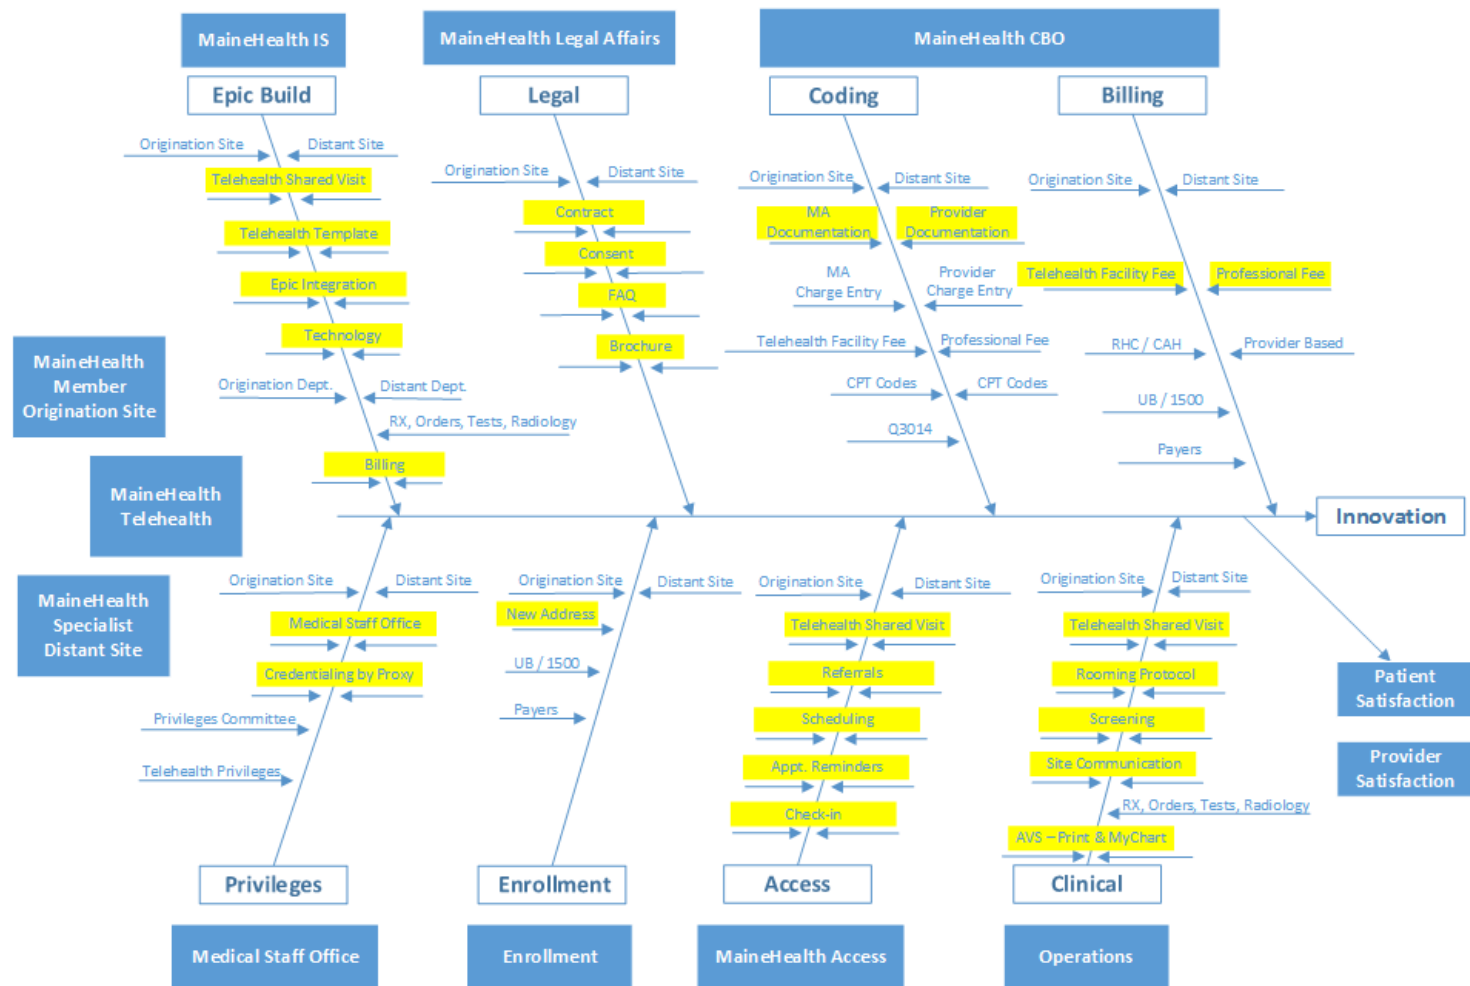 MaineHealth IS
MaineHealth Legal Affairs
MaineHealth CBO
Epic Build
Legal
Coding
Billing
Origination Site
Distant Site
Telehealth Shared Visit
Telehealth Template
Epic Integration
Technology
Origination Dept.
Distant Dept.
RX, Orders, Tests, Radiology
Billing
Origination Site
Distant Site
Contract
Consent
FAQ
Brochure
Origination Site
Distant Site
MA
Documentation
Provider
Documentation
MA
Charge Entry
Provider
Charge Entry
Telehealth Facility Fee
Professional Fee
CPT Codes
CPT Codes
Q3014
Origination Site
Distant Site
Telehealth Facility Fee
Professional Fee
RHC / CAH
Provider Based
UB / 1500
Payers
MaineHealth
Member
Origination Site
MaineHealth
Telehealth
MaineHealth
Specialist
Distant Site
Innovation
Patient
Satisfaction
Provider
Satisfaction
Origination Site
Distant Site
Medical Staff Office
Credentialing by Proxy
Privileges Committee
Telehealth Privileges
Origination Site
Distant Site
New Address
UB / 1500
Payers
Origination Site
Distant Site
Telehealth Shared Visit
Referrals
Scheduling
Appt. Reminders
Check-in
Origination Site
Distant Site
Telehealth Shared Visit
Rooming Protocol
Screening
Site Communication
RX, Orders, Tests, Radiology
AVS – Print & MyChart
Privileges
Enrollment
Access
Clinical
Medical Staff Office
Enrollment
MaineHealth Access
Operations